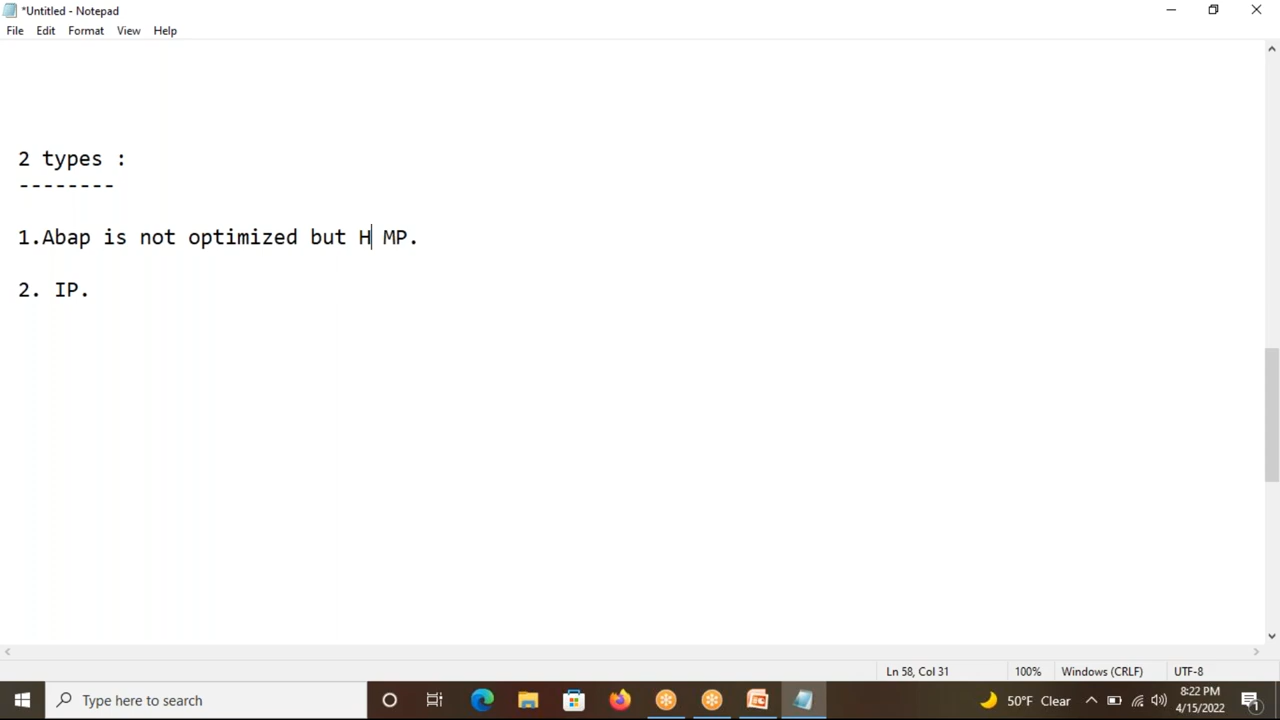 *Untitled - Notepad
File Edit Format View Help
2 types :
--------
1.Abap is not optimized but H MP.
2. IP.
Ln 58, Col 31 100% Windows (CRLF) UTF-8
Type here to search
50°F Clear
8:22 PM
4/15/2022
1